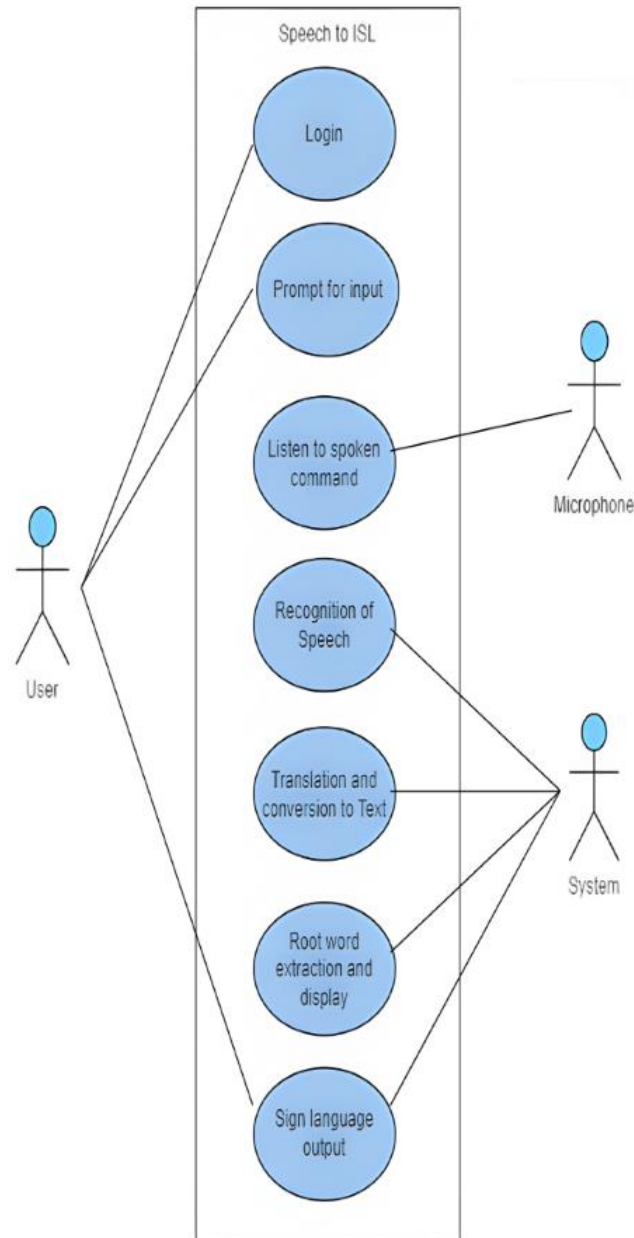 Speech to ISL
Login
Prompt for input
Listen to spoken
command
Microphone
Recognition of
Speech
User
Translation and
conversion to Text
System
Root word
extraction and
display
Sign language
output